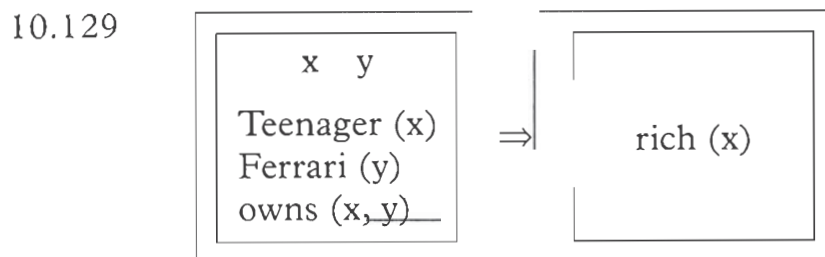 10.129
x y
Teenager (x)
Ferrari (y)
owns (x, y)
⇒
rich (x)